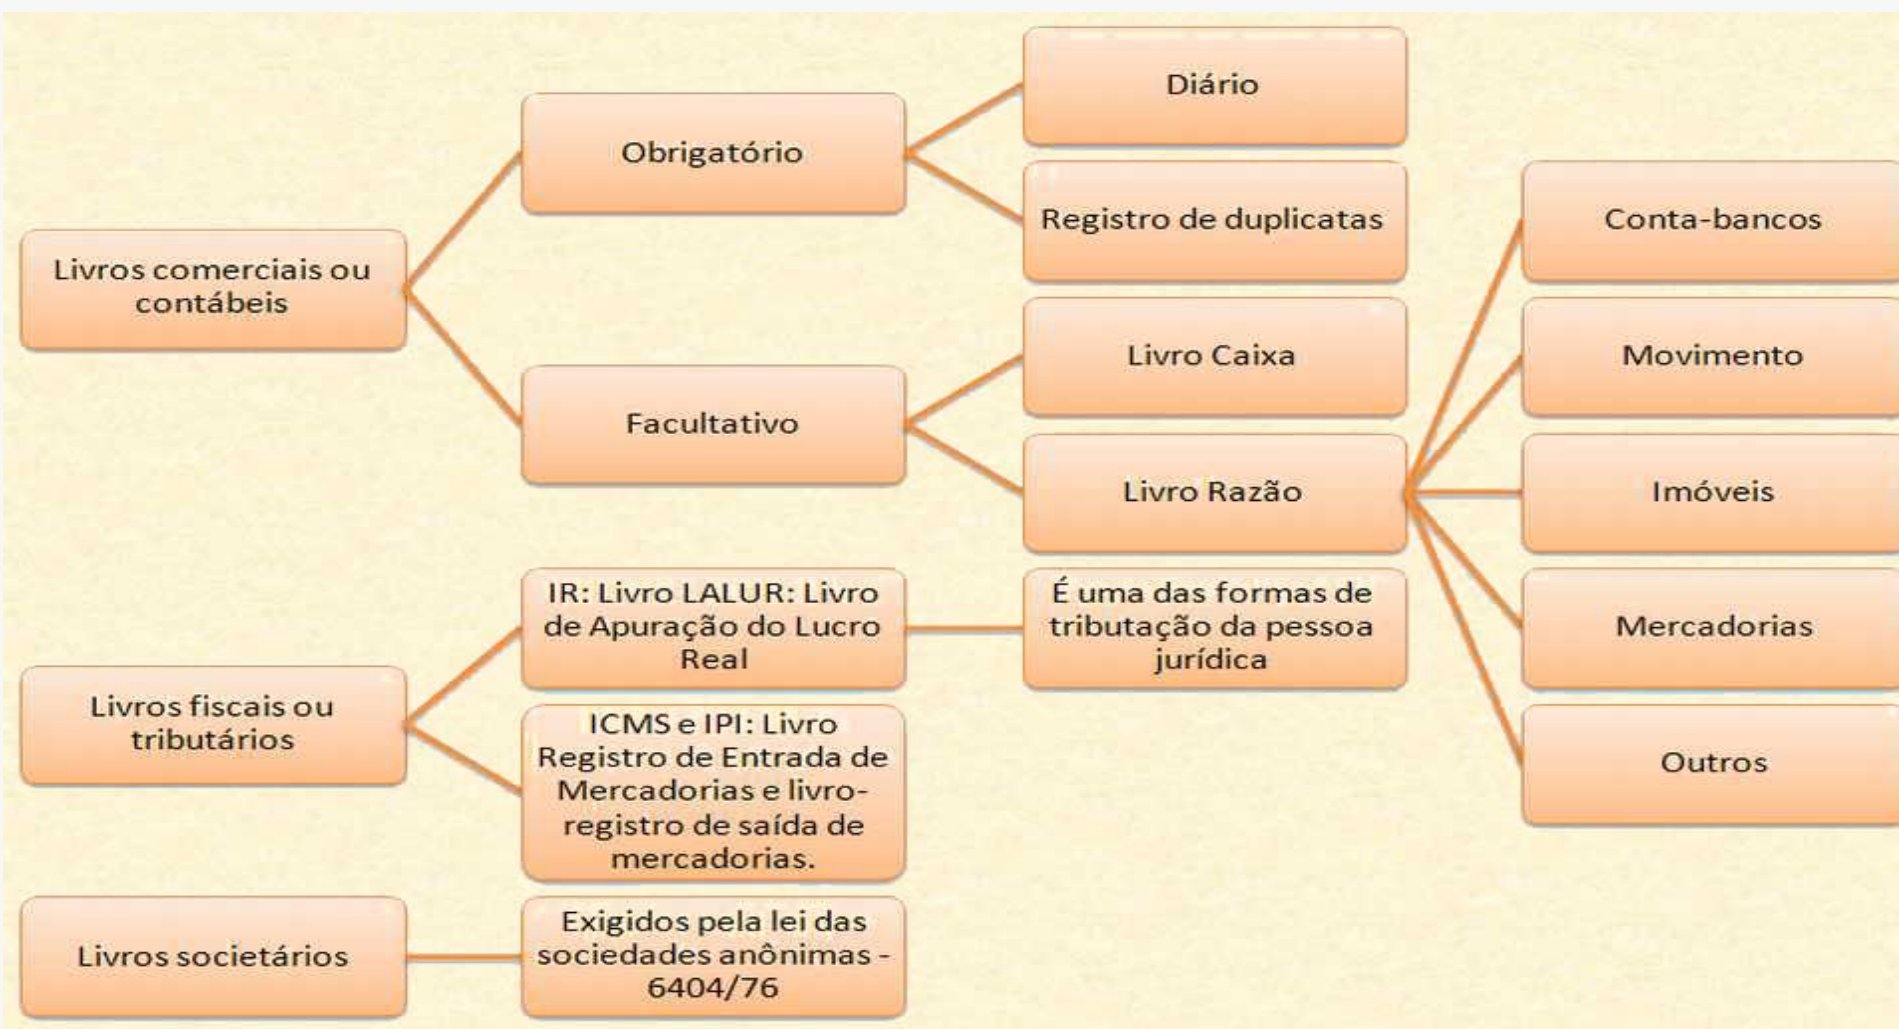 Livros comerciais ou
contábeis
Obrigatório
Diário
Registro de duplicatas
Facultativo
Livro Caixa
Livro Razão
Conta-bancos
Movimento
Imóveis
Mercadorias
Outros
Livros fiscais ou
tributários
IR: Livro LALUR: Livro
de Apuração do Lucro
Real
É uma das formas de
tributação da pessoa
jurídica
ICMS e IPI: Livro
Registro de Entrada de
Mercadorias e livro-
registro de saída de
mercadorias.
Livros societários
Exigidos pela lei das
sociedades anônimas -
6404/76